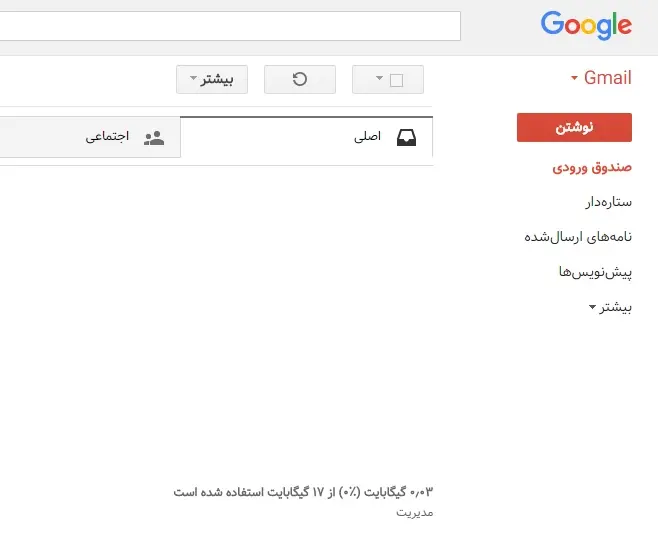 Google
Gmail
بیشتر
نوشتن
اصلی
اجتماعی
صندوق ورودی
ستاره‌دار
نامه‌های ارسال‌شده
پیش‌نویس‌ها
بیشتر
۰٫۰۳ گیگابایت (۰٪) از ۱۷ گیگابایت استفاده شده است
مدیریت